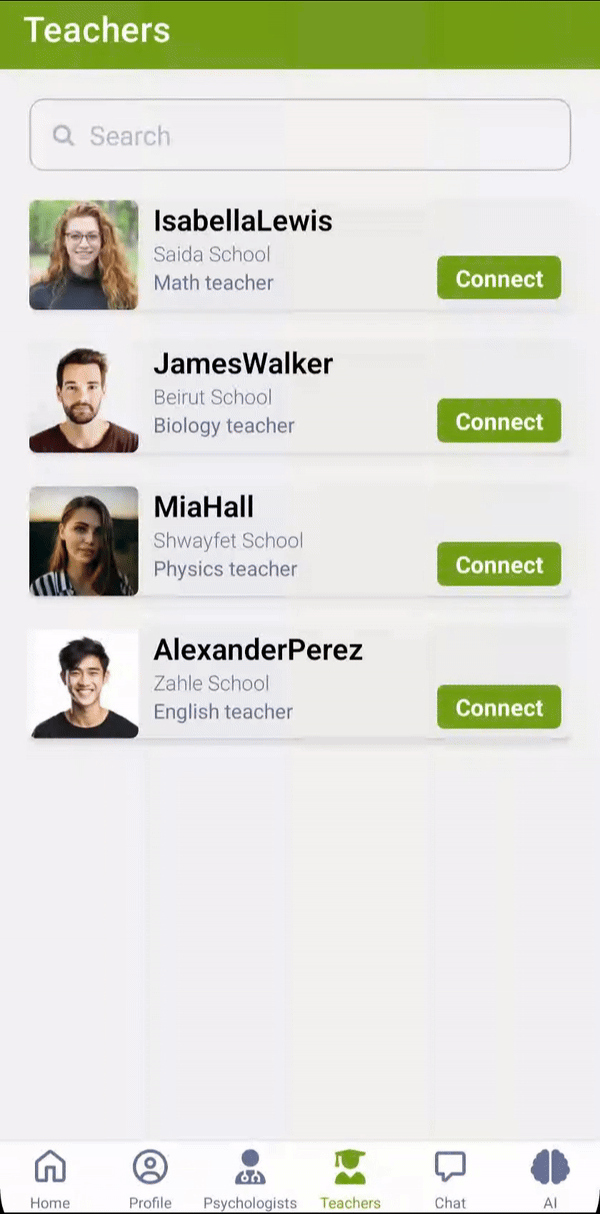 Teachers
Search
IsabellaLewis
Saida School
Math teacher
Connect
JamesWalker
Beirut School
Biology teacher
Connect
MiaHall
Shwayfet School
Physics teacher
Connect
AlexanderPerez
Zahle School
English teacher
Connect
Home Profile Psychologists Teachers Chat AI